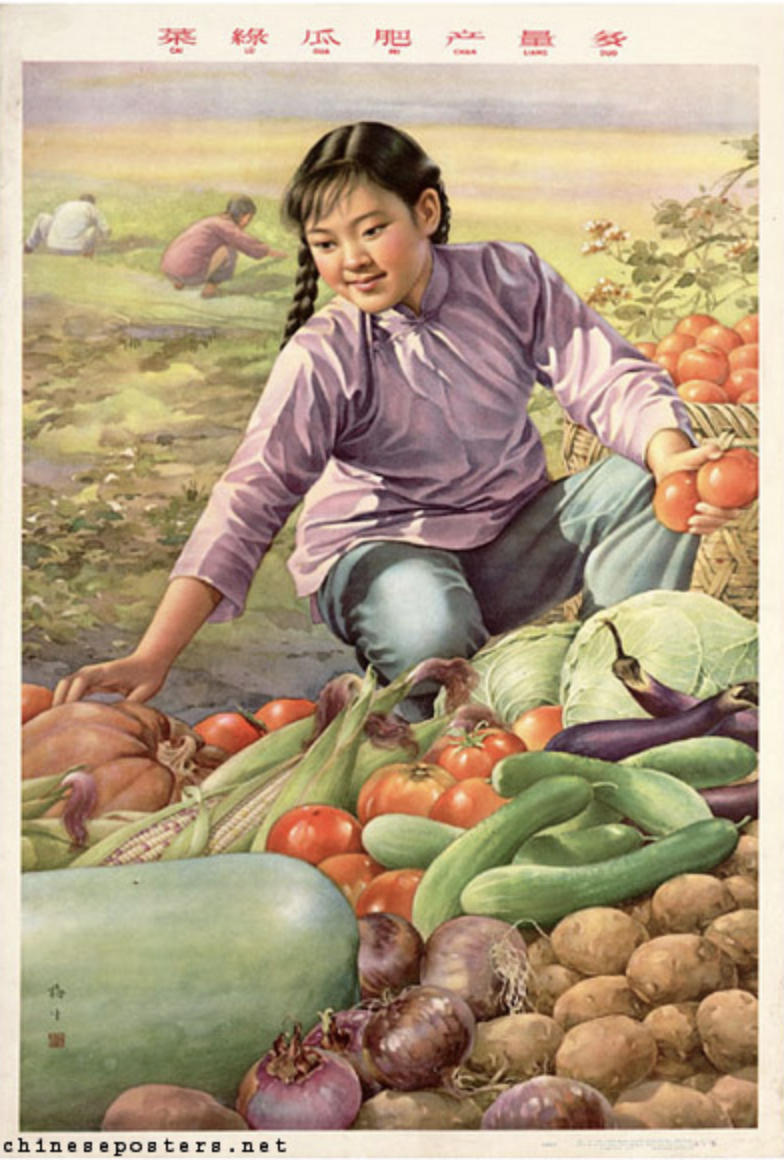 菜綠瓜肥产量多
CAI LÜ GUA FEI CHAN LIANG DUO
chineseposters.net